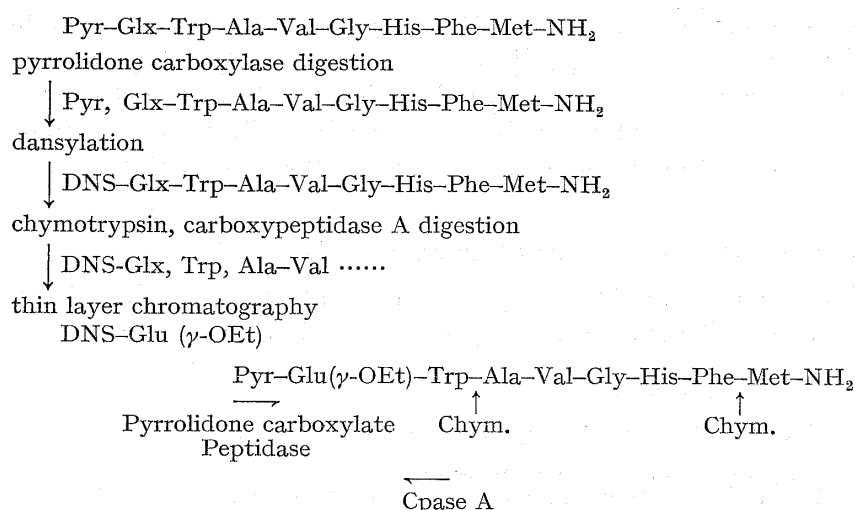 Pyr–Glx–Trp–Ala–Val–Gly–His–Phe–Met–NH₂
pyrrolidone carboxylase digestion
Pyr, Glx–Trp–Ala–Val–Gly–His–Phe–Met–NH₂
dansylation
DNS–Glx–Trp–Ala–Val–Gly–His–Phe–Met–NH₂
chymotrypsin, carboxypeptidase A digestion
DNS-Glx, Trp, Ala–Val ······
thin layer chromatography
DNS–Glu (γ-OEt)
Pyr–Glu(γ-OEt)–Trp–Ala–Val–Gly–His–Phe–Met–NH₂
Pyrrolidone carboxylate Chym. Chym.
Peptidase
Cpase A